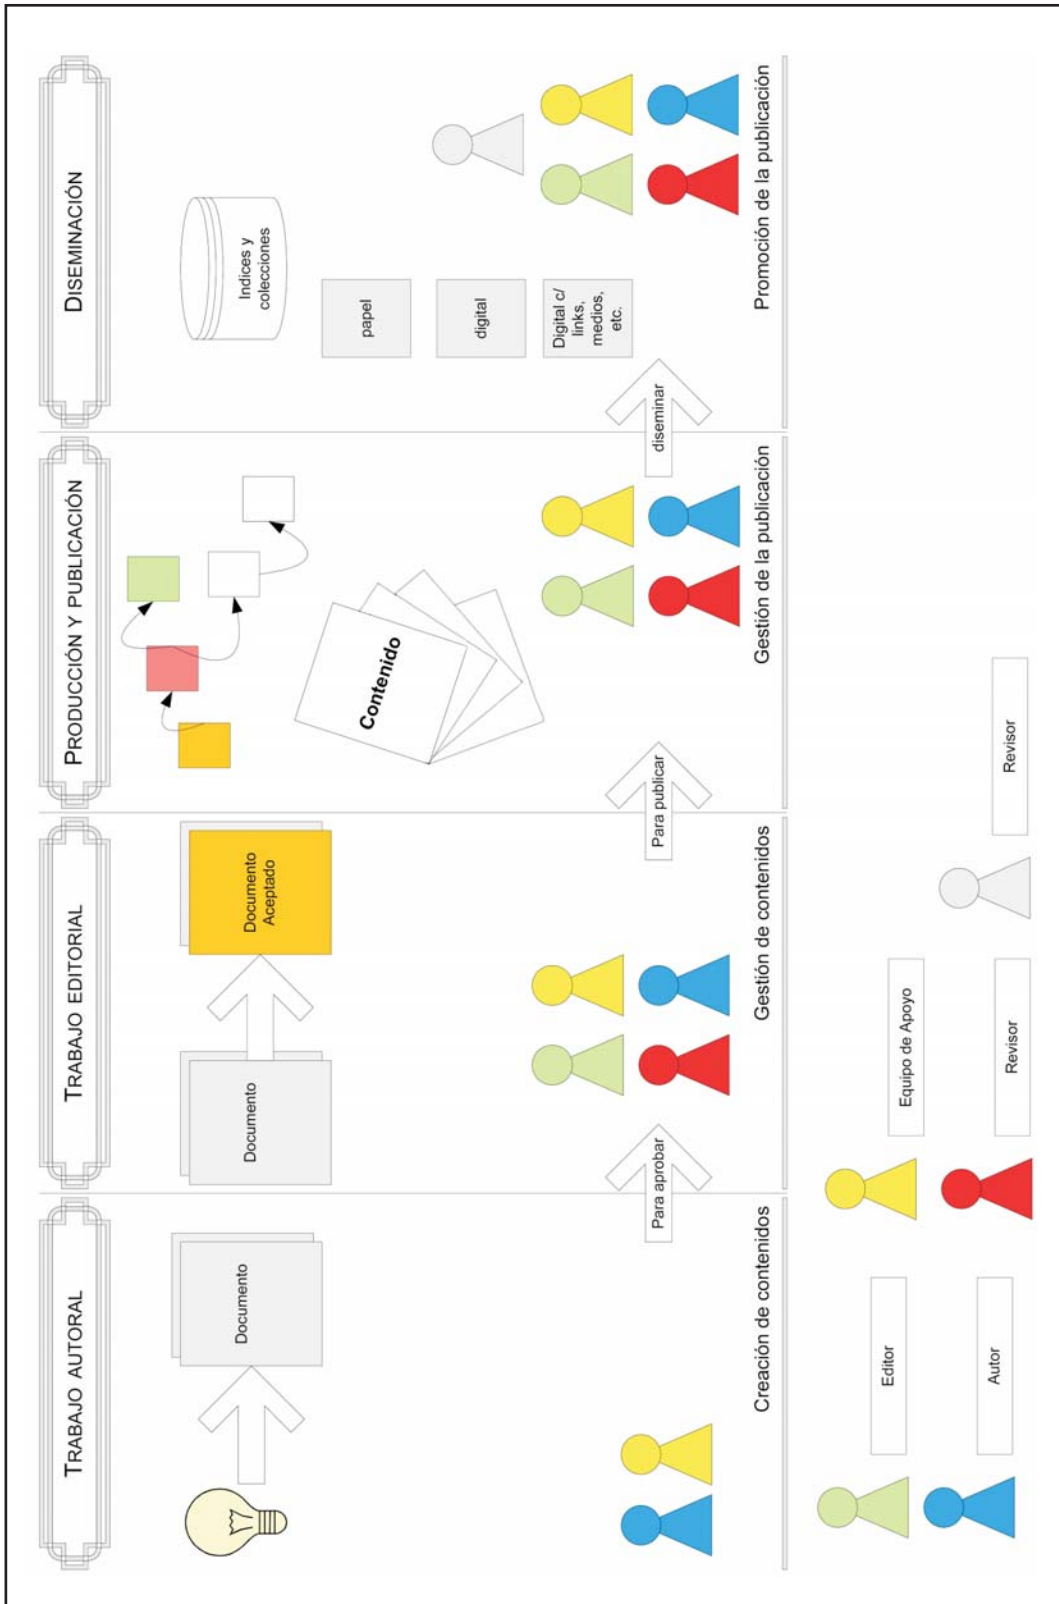 TRABAJO AUTORAL
Documento
Para aprobar
Creación de contenidos
TRABAJO EDITORIAL
Documento
Documento
Aceptado
Para publicar
Gestión de contenidos
PRODUCCIÓN Y PUBLICACIÓN
Contenido
diseminar
Gestión de la publicación
DISEMINACIÓN
Indices y
colecciones
papel
digital
Digital c/
links,
medios,
etc.
Promoción de la publicación
Editor
Equipo de Apoyo
Autor
Revisor
Revisor